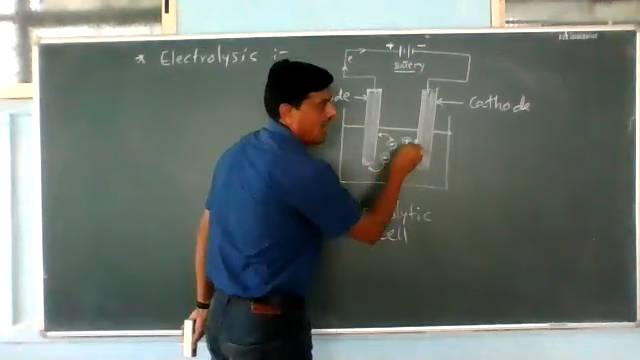 * Electrolysis :-
+ -
e-
Battery
de
Cathode
lytic
Cell